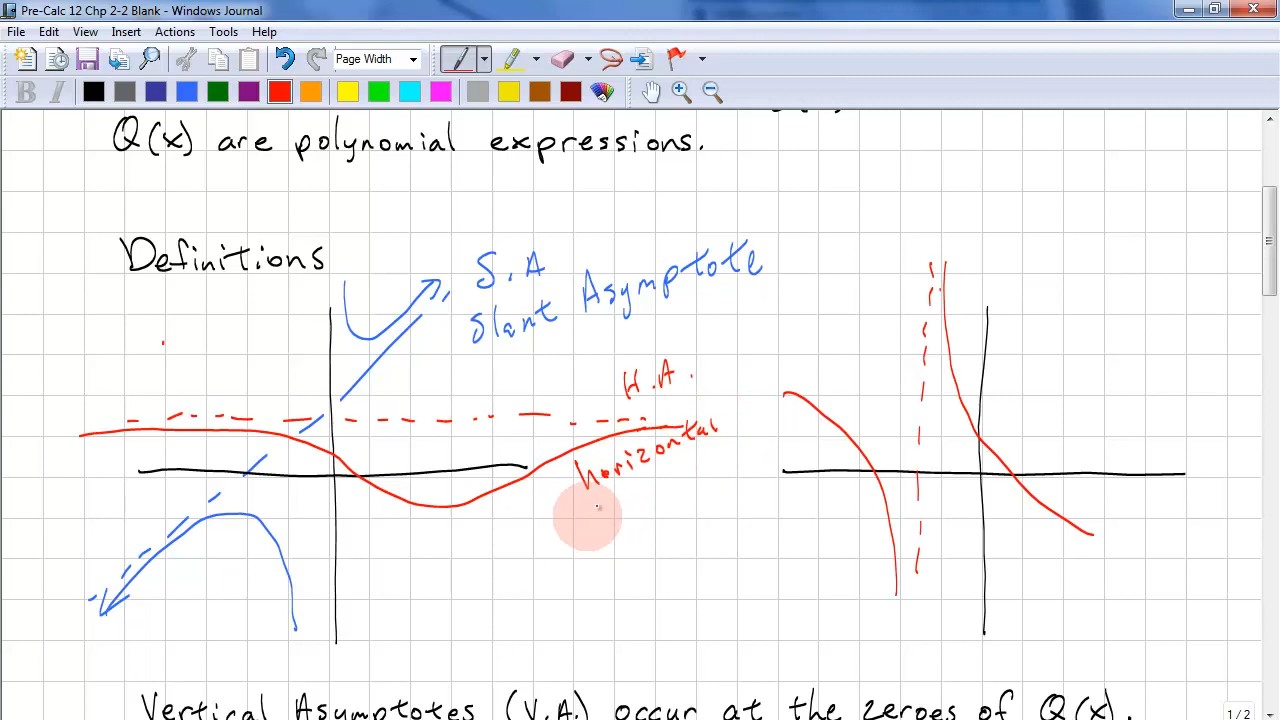 Pre-Calc 12 Chp 2-2 Blank - Windows Journal
File Edit View Insert Actions Tools Help
Page Width
B I
Q(x) are polynomial expressions.
Definitions
S.A
Slant Asymptote
H.A.
horizontal
Vertical Asymptotes (V.A.) occur at the zeroes of Q(x).
1/2